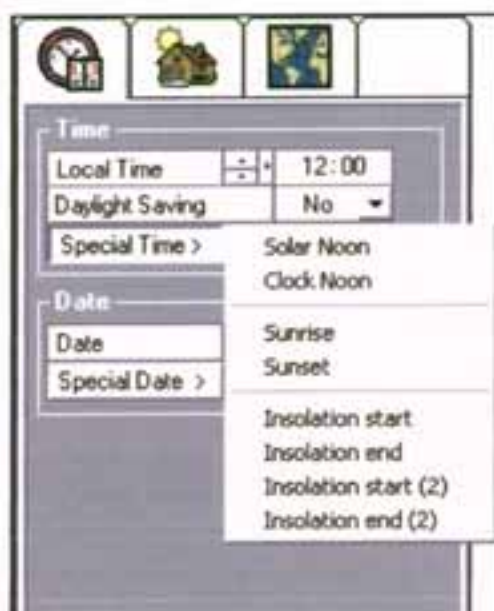 Time
Local Time 12:00
Daylight Saving No
Special Time >
Solar Noon
Clock Noon
Sunrise
Sunset
Insolation start
Insolation end
Insolation start (2)
Insolation end (2)
Date
Date
Special Date >